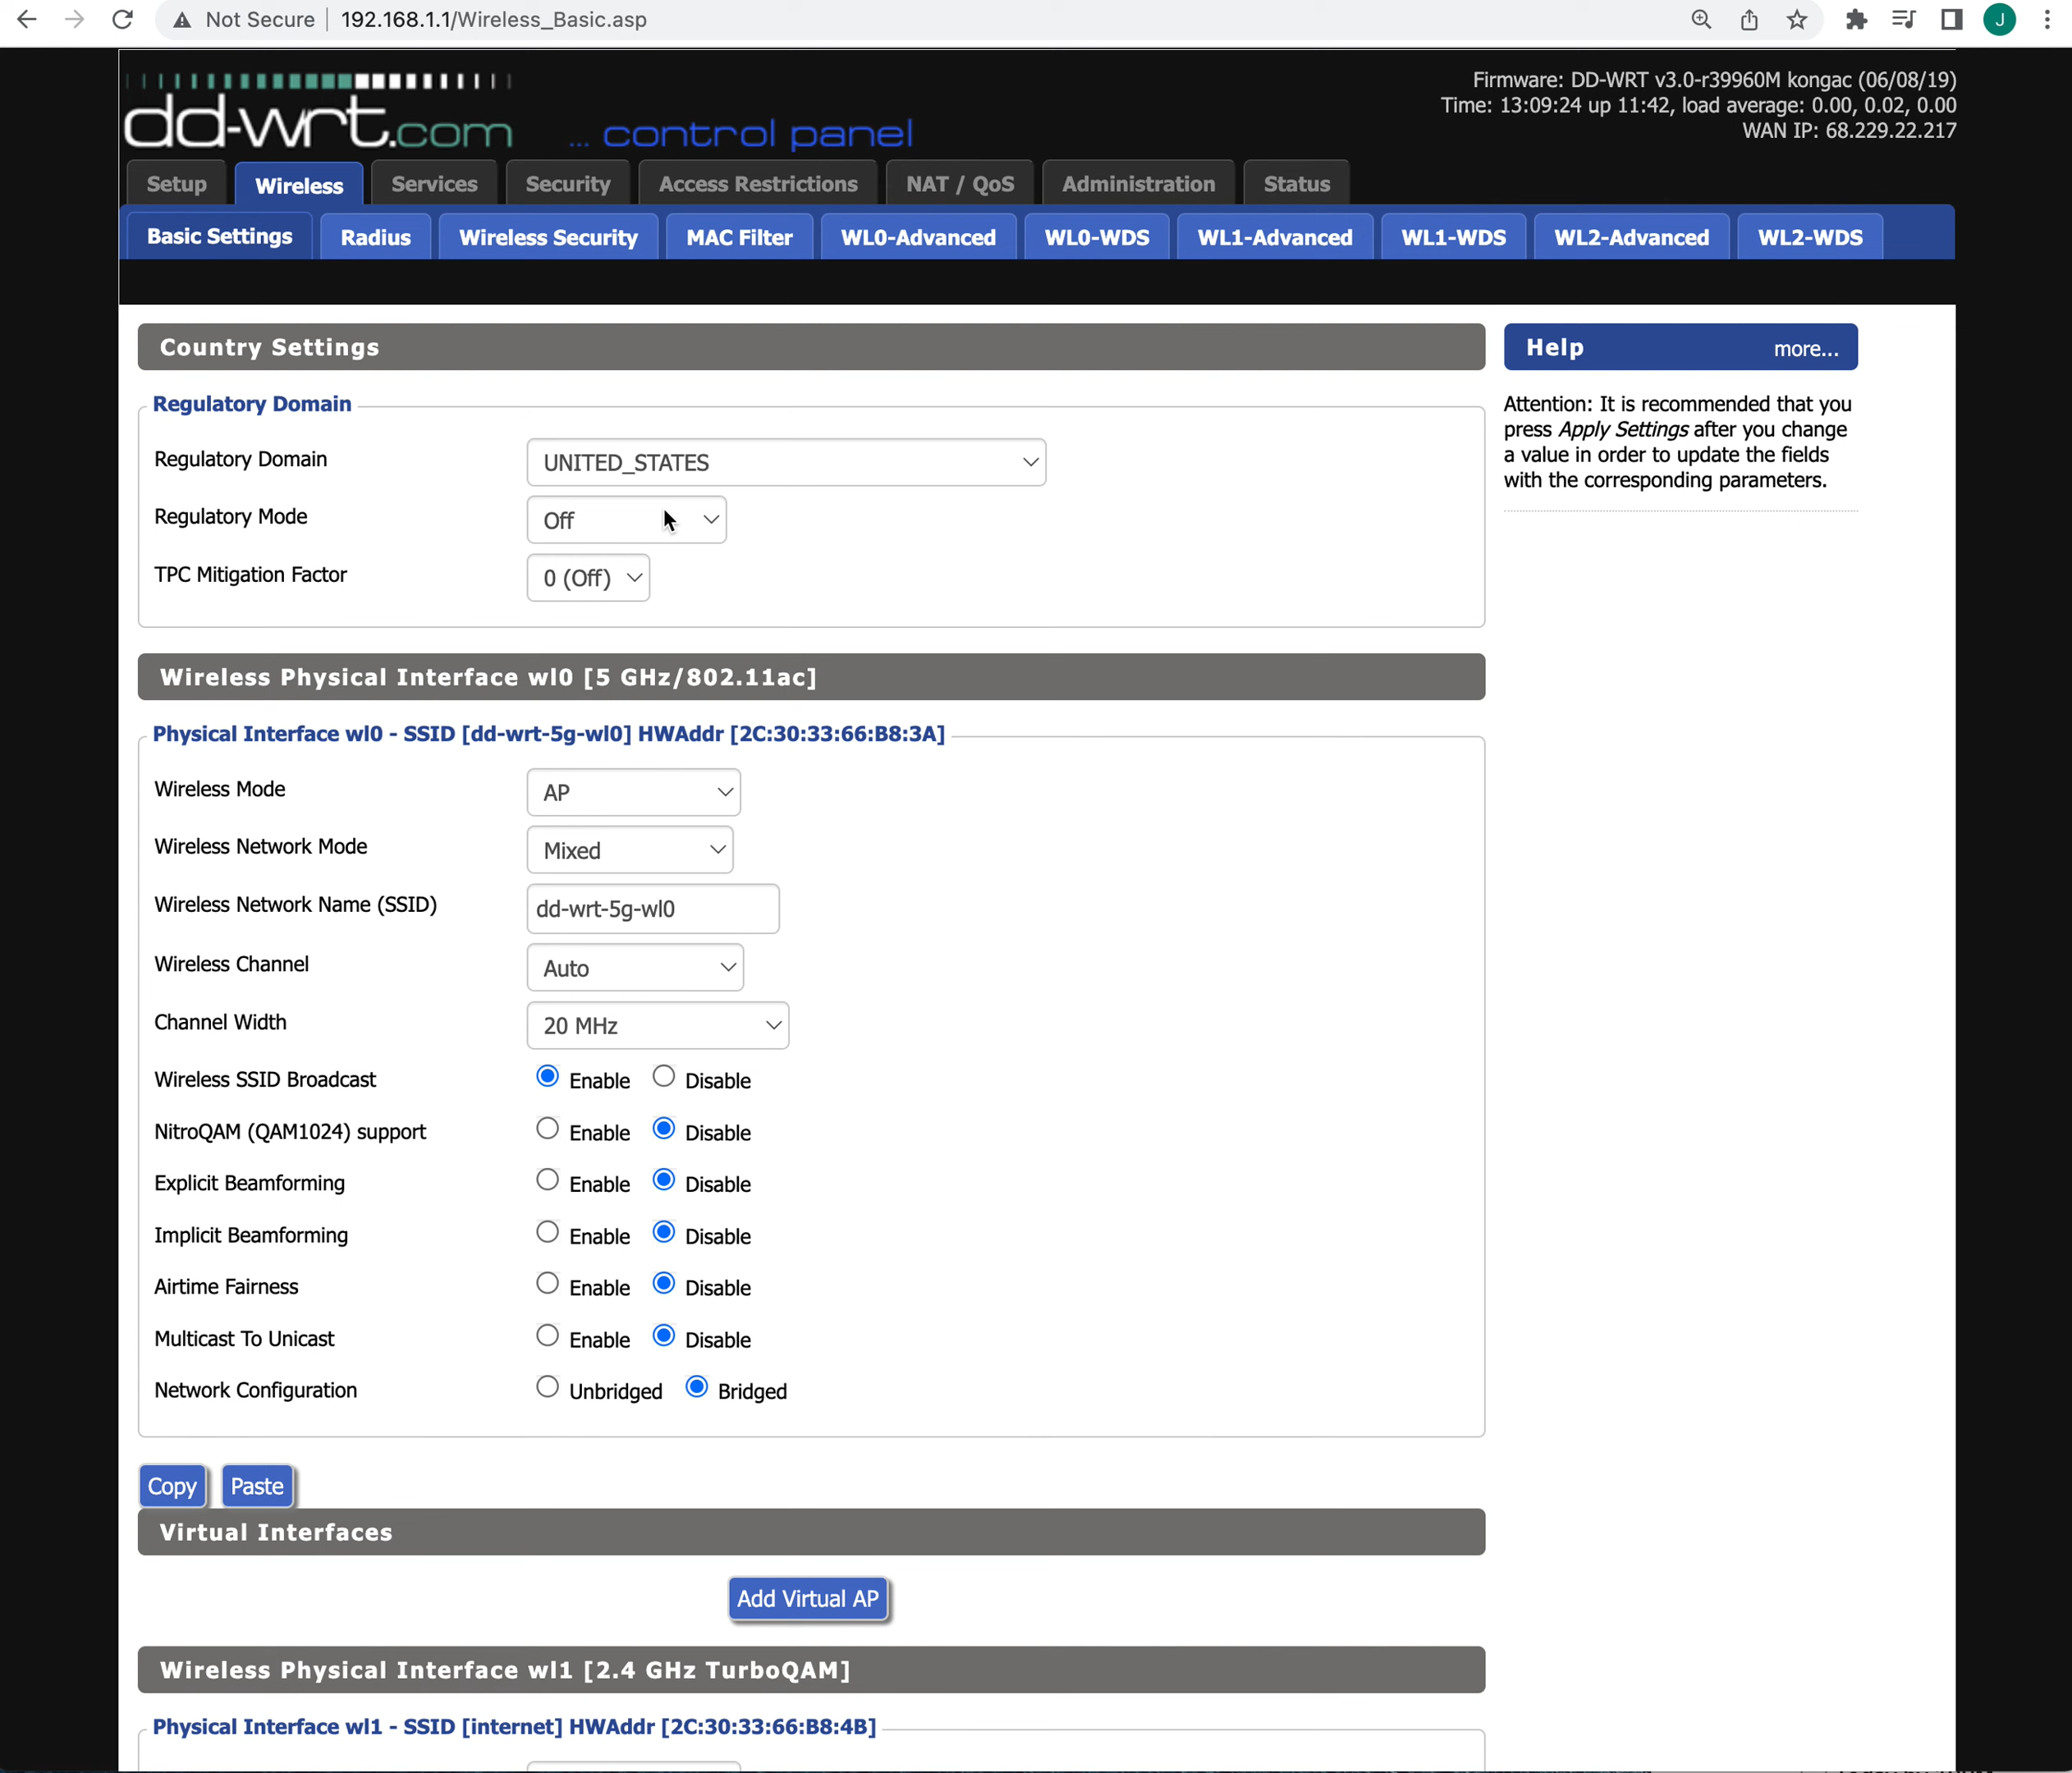 Not Secure 192.168.1.1/Wireless_Basic.asp J
dd-wrt.com ... control panel
Firmware: DD-WRT v3.0-r39960M kongac (06/08/19)
Time: 13:09:24 up 11:42, load average: 0.00, 0.02, 0.00
WAN IP: 68.229.22.217
Setup Wireless Services Security Access Restrictions NAT / QoS Administration Status
Basic Settings Radius Wireless Security MAC Filter WL0-Advanced WL0-WDS WL1-Advanced WL1-WDS WL2-Advanced WL2-WDS
Country Settings
Regulatory Domain
Regulatory Domain UNITED_STATES
Regulatory Mode Off
TPC Mitigation Factor 0 (Off)
Help more...
Attention: It is recommended that you
press Apply Settings after you change
a value in order to update the fields
with the corresponding parameters.
Wireless Physical Interface wl0 [5 GHz/802.11ac]
Physical Interface wl0 - SSID [dd-wrt-5g-wl0] HWAddr [2C:30:33:66:B8:3A]
Wireless Mode AP
Wireless Network Mode Mixed
Wireless Network Name (SSID) dd-wrt-5g-wl0
Wireless Channel Auto
Channel Width 20 MHz
Wireless SSID Broadcast Enable Disable
NitroQAM (QAM1024) support Enable Disable
Explicit Beamforming Enable Disable
Implicit Beamforming Enable Disable
Airtime Fairness Enable Disable
Multicast To Unicast Enable Disable
Network Configuration Unbridged Bridged
Copy Paste
Virtual Interfaces
Add Virtual AP
Wireless Physical Interface wl1 [2.4 GHz TurboQAM]
Physical Interface wl1 - SSID [internet] HWAddr [2C:30:33:66:B8:4B]